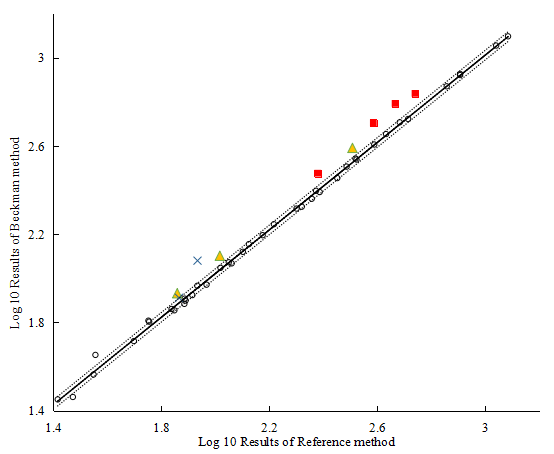 3
2.6
2.2
1.8
1.4
Log 10 Results of Beckman method
1.4 1.8 2.2 2.6 3
Log 10 Results of Reference method